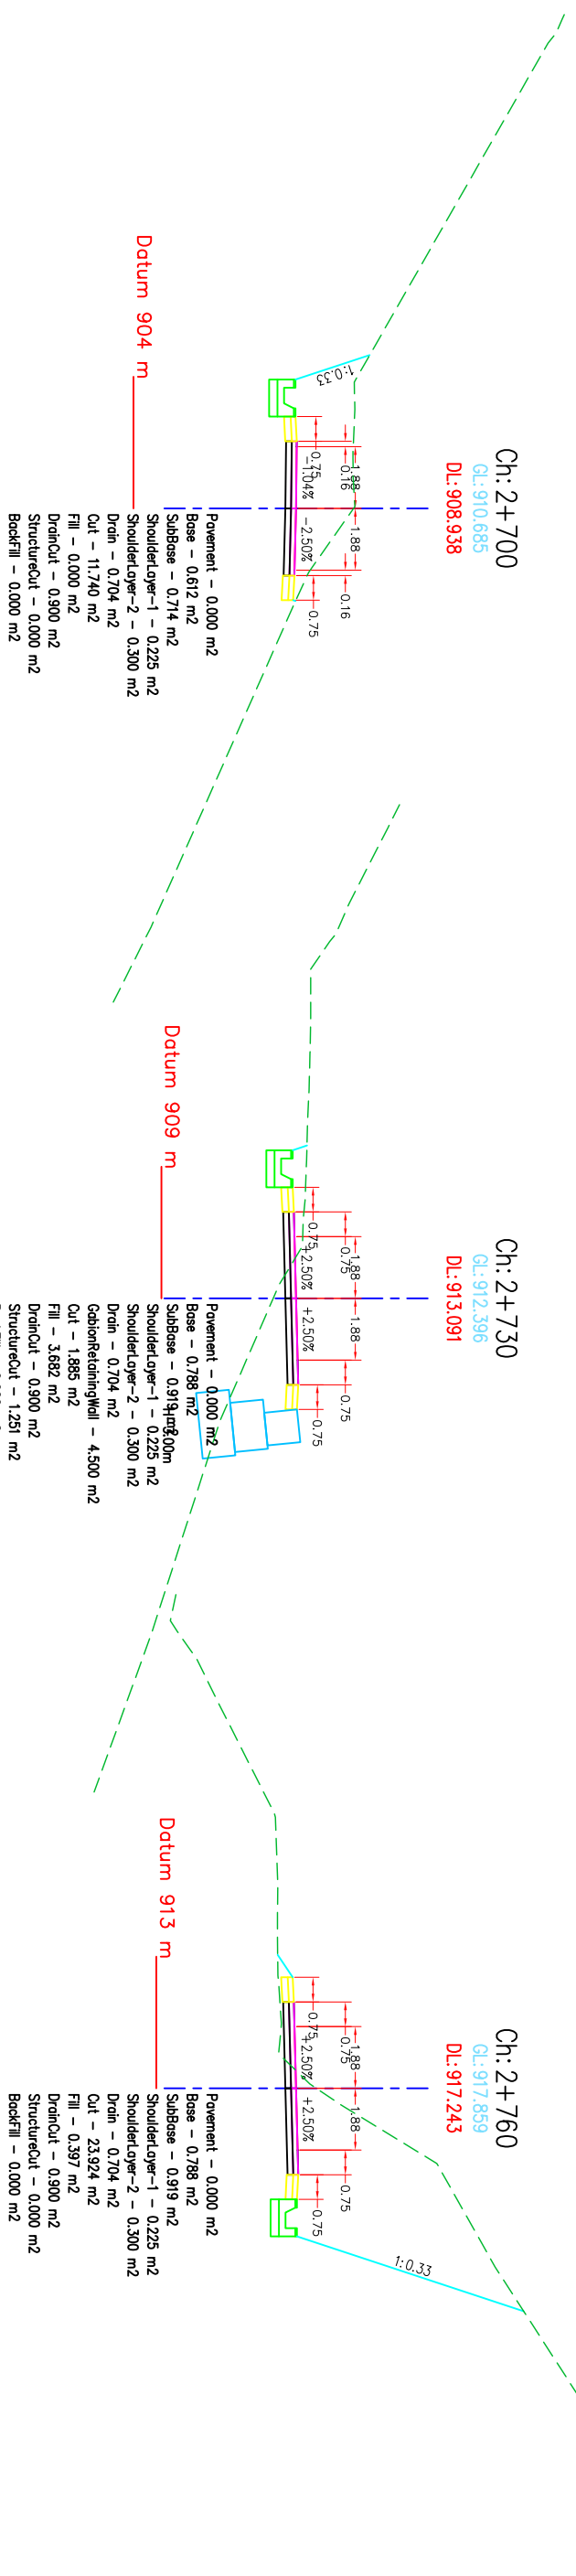 Ch: 2+700
GL:910.685
DL:908.938
1:0.33
1.88
1.88
0.16
0.16
0.75
0.75
-1.04%
-2.50%
Datum 904 m
Pavement - 0.000 m2
Base - 0.612 m2
SubBase - 0.714 m2
ShoulderLayer-1 - 0.225 m2
ShoulderLayer-2 - 0.300 m2
Drain - 0.704 m2
Cut - 11.740 m2
Fill - 0.000 m2
DrainCut - 0.900 m2
StructureCut - 0.000 m2
BackFill - 0.000 m2
Ch: 2+730
GL:912.396
DL:913.091
1.88
1.88
0.75
0.75
0.75
0.75
+2.50%
+2.50%
Datum 909 m
Pavement - 0.000 m2
Base - 0.788 m2
SubBase - 0.919 m2
ShoulderLayer-1 - 0.225 m2
ShoulderLayer-2 - 0.300 m2
Drain - 0.704 m2
GabionRetainingWall - 4.500 m2
Cut - 1.885 m2
Fill - 3.682 m2
DrainCut - 0.900 m2
StructureCut - 1.251 m2
Ch: 2+760
GL:917.859
DL:917.243
1.88
1.88
0.75
0.75
0.75
0.75
+2.50%
+2.50%
1:0.33
Datum 913 m
Pavement - 0.000 m2
Base - 0.788 m2
SubBase - 0.919 m2
ShoulderLayer-1 - 0.225 m2
ShoulderLayer-2 - 0.300 m2
Drain - 0.704 m2
Cut - 23.924 m2
Fill - 0.397 m2
DrainCut - 0.900 m2
StructureCut - 0.000 m2
BackFill - 0.000 m2